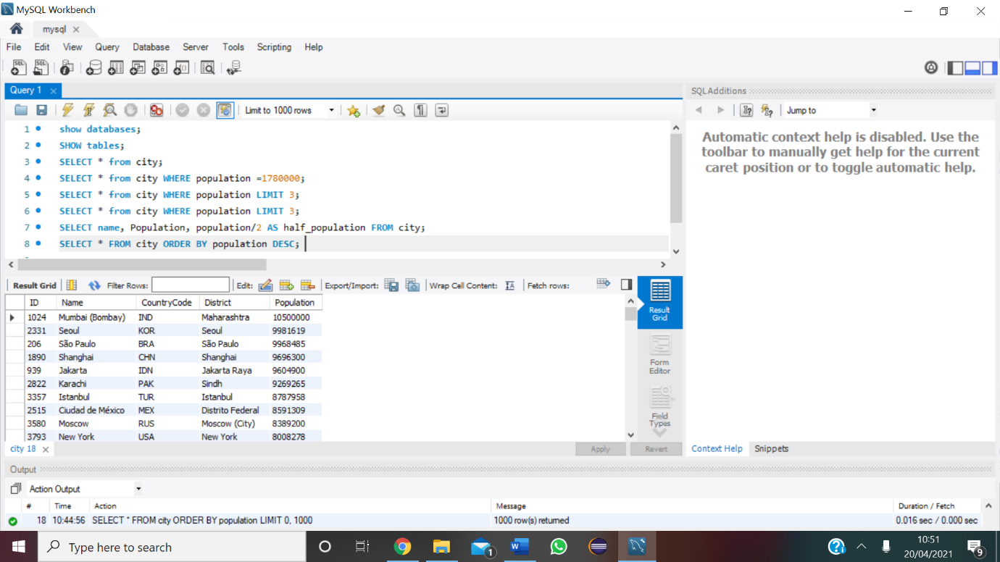 MySQL Workbench
mysql
File Edit View Query Database Server Tools Scripting Help
Query 1
SQLAdditions
Limit to 1000 rows
Jump to
1 show databases;
2 SHOW tables;
3 SELECT * from city;
4 SELECT * from city WHERE population =1780000;
5 SELECT * from city WHERE population LIMIT 3;
6 SELECT * from city WHERE population LIMIT 3;
7 SELECT name, Population, population/2 AS half_population FROM city;
8 SELECT * FROM city ORDER BY population DESC;
Automatic context help is disabled. Use the
toolbar to manually get help for the current
caret position or to toggle automatic help.
Result Grid Filter Rows: Edit: Export/Import: Wrap Cell Content: Fetch rows:
ID Name CountryCode District Population
1024 Mumbai (Bombay) IND Maharashtra 10500000
2331 Seoul KOR Seoul 9981619
206 São Paulo BRA São Paulo 9968485
1890 Shanghai CHN Shanghai 9696300
939 Jakarta IDN Jakarta Raya 9604900
2822 Karachi PAK Sindh 9269265
3357 Istanbul TUR Istanbul 8787958
2515 Ciudad de México MEX Distrito Federal 8591309
3580 Moscow RUS Moscow (City) 8389200
3793 New York USA New York 8008278
Result
Grid
Form
Editor
Field
Types
city 18
Apply Revert
Context Help Snippets
Output
Action Output
# Time Action Message Duration / Fetch
18 10:44:56 SELECT * FROM city ORDER BY population LIMIT 0, 1000 1000 row(s) returned 0.016 sec / 0.000 sec
Type here to search
1
10:51
20/04/2021
9